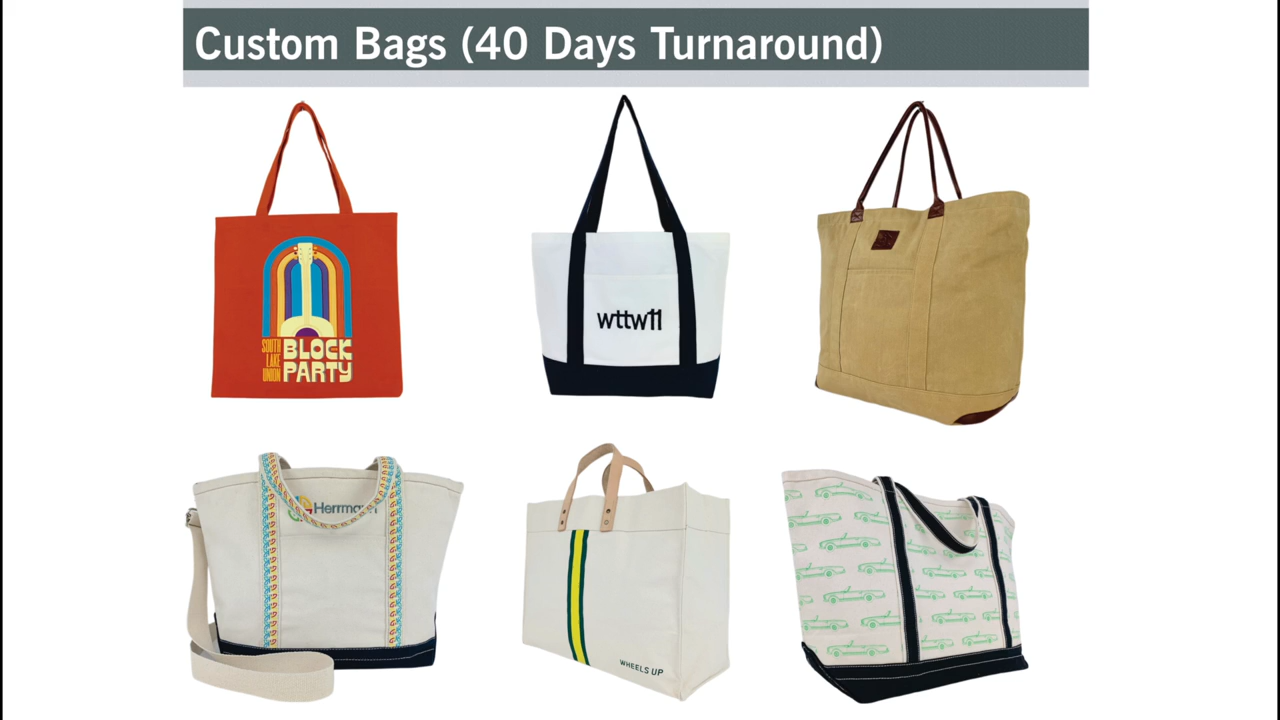 Custom Bags (40 Days Turnaround)
SOUTH
LAKE
UNION
BLOCK
PARTY
wttw11
WHEELS UP